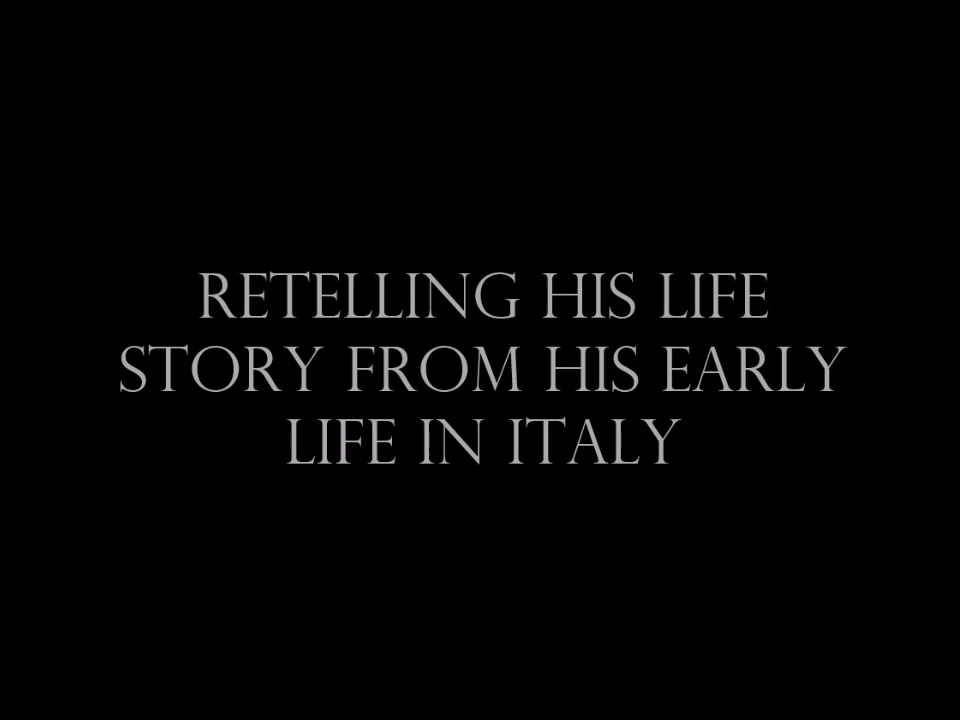 RETELLING HIS LIFE
STORY FROM HIS EARLY
LIFE IN ITALY